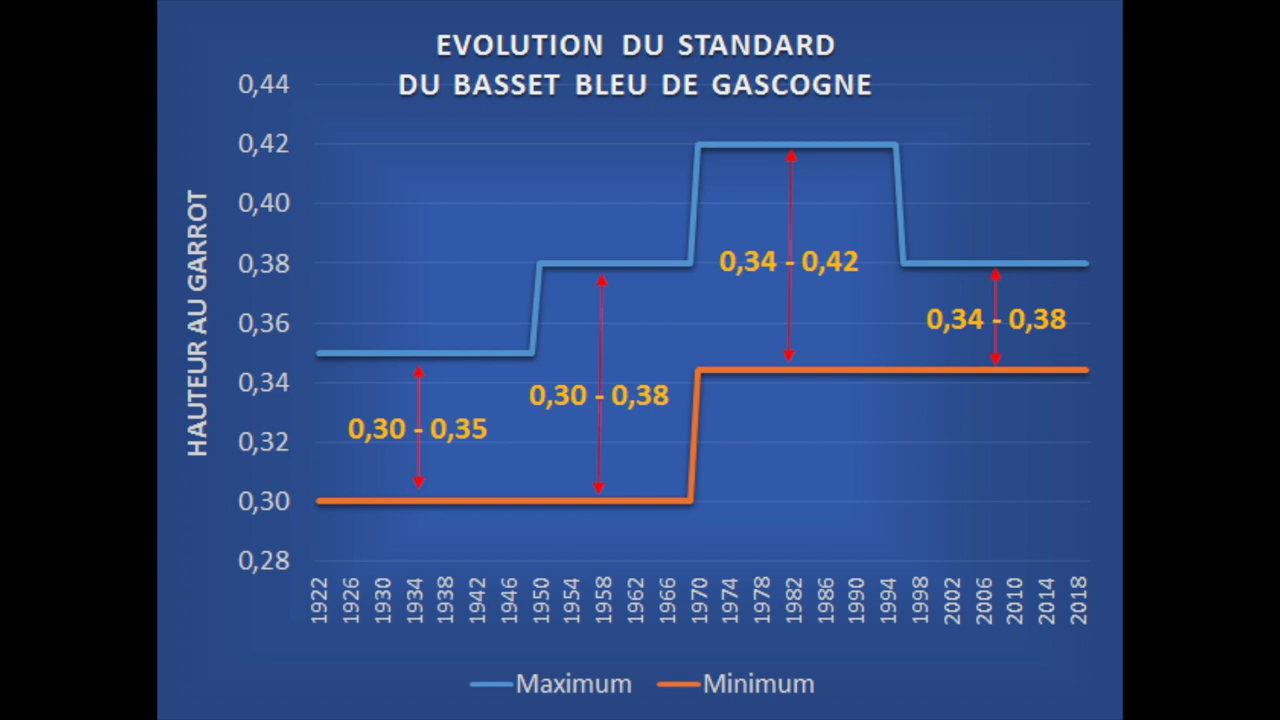 EVOLUTION DU STANDARD
DU BASSET BLEU DE GASCOGNE
HAUTEUR AU GARROT
0,44
0,42
0,40
0,38
0,36
0,34
0,32
0,30
0,28
0,30 - 0,35
0,30 - 0,38
0,34 - 0,42
0,34 - 0,38
1922 1926 1930 1934 1938 1942 1946 1950 1954 1958 1962 1966 1970 1974 1978 1982 1986 1990 1994 1998 2002 2006 2010 2014 2018
Maximum Minimum